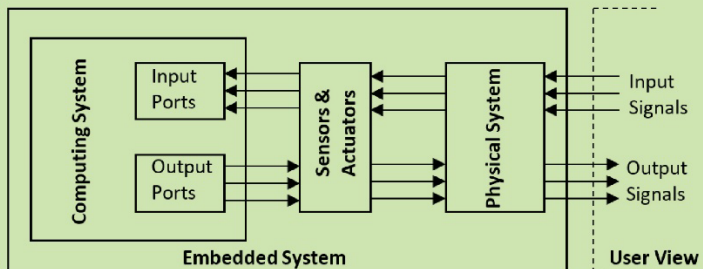 Computing System
Input
Ports
Output
Ports
Sensors &
Actuators
Physical System
Input
Signals
Output
Signals
Embedded System
User View